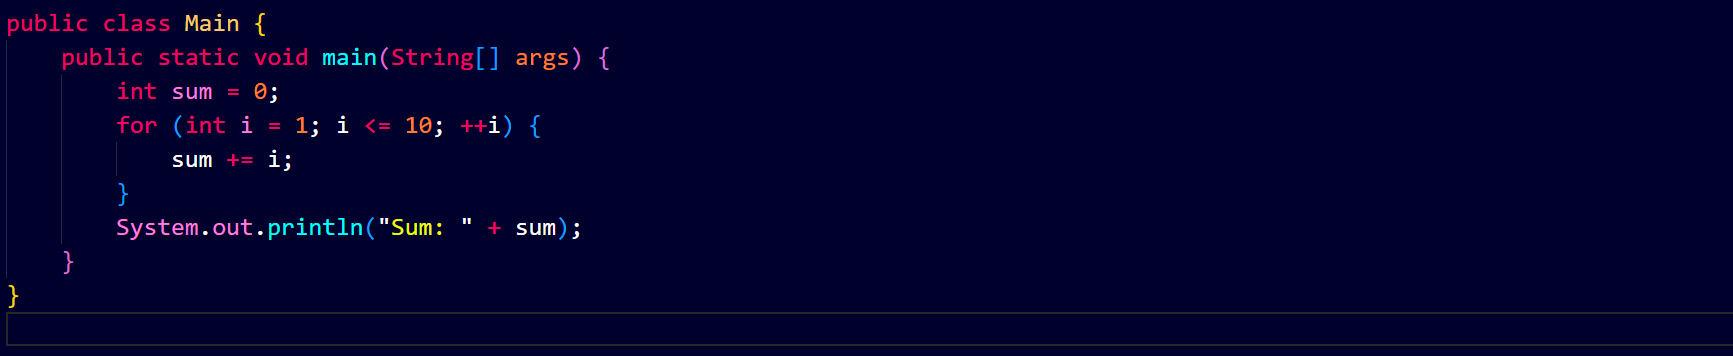 public class Main {
    public static void main(String[] args) {
        int sum = 0;
        for (int i = 1; i <= 10; ++i) {
            sum += i;
        }
        System.out.println("Sum: " + sum);
    }
}